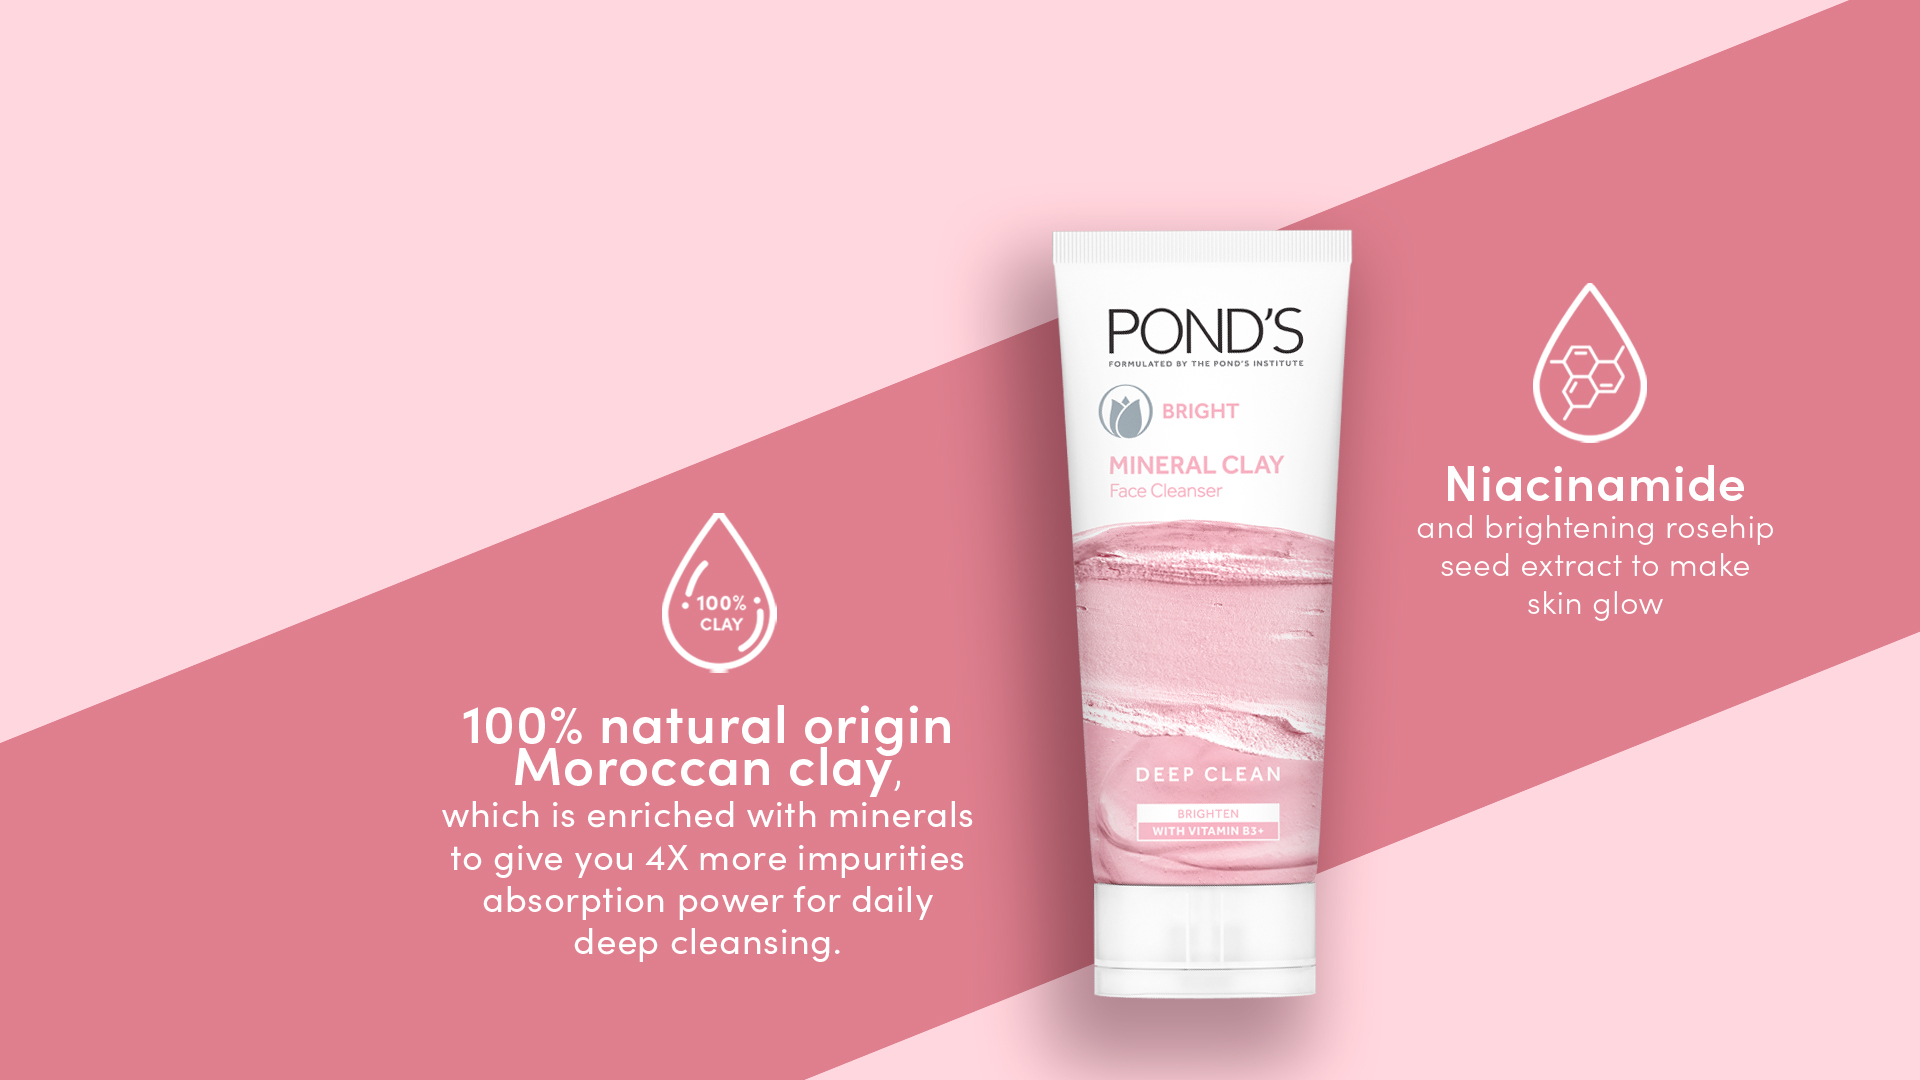 POND'S
FORMULATED BY THE POND'S INSTITUTE
BRIGHT
MINERAL CLAY
Face Cleanser
DEEP CLEAN
BRIGHTEN
WITH VITAMIN B3+
100%
CLAY
100% natural origin
Moroccan clay,
which is enriched with minerals
to give you 4X more impurities
absorption power for daily
deep cleansing.
Niacinamide
and brightening rosehip
seed extract to make
skin glow